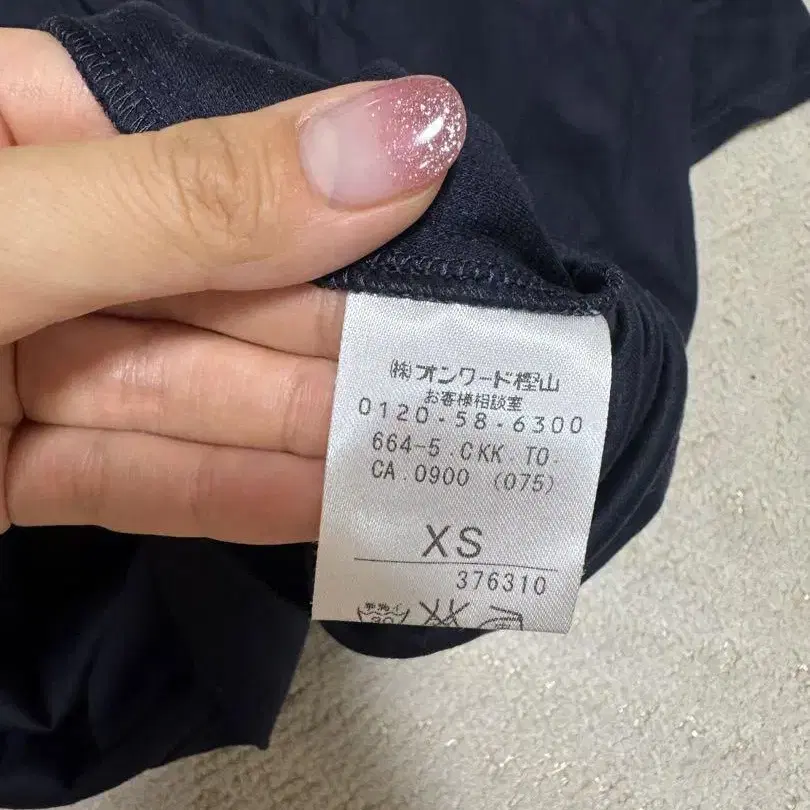 ㈱オンワード樫山
お客様相談室
0120-58-6300
664-5.CKK.TO.
CA.0900 (075)
XS
376310